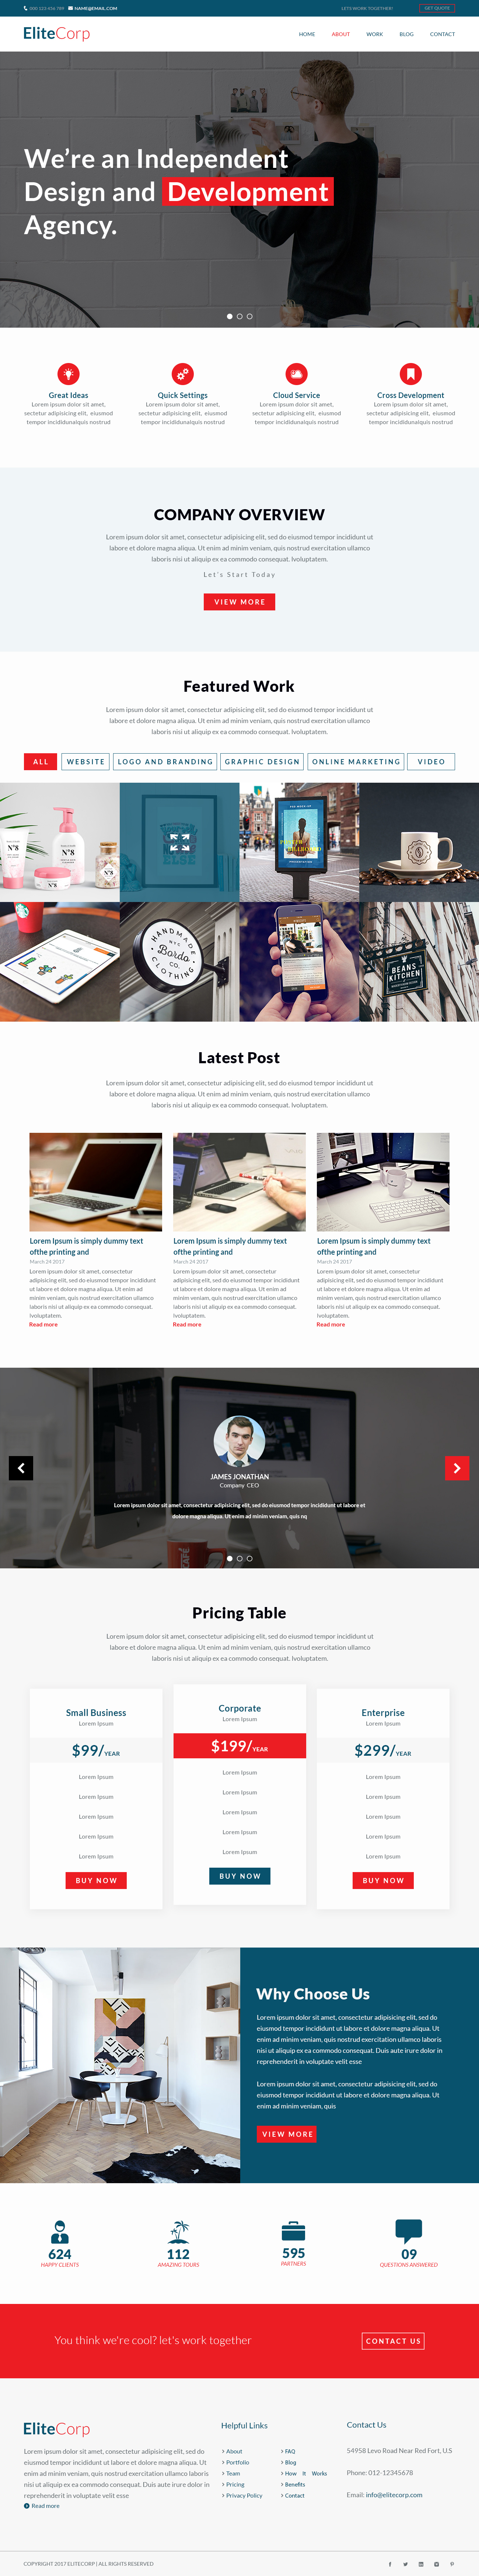 000 123 456 789 NAME@EMAIL.COM LETS WORK TOGETHER! GET QUOTE
EliteCorp HOME ABOUT WORK BLOG CONTACT
We're an Independent
Design and Development
Agency.
Great Ideas
Lorem ipsum dolor sit amet,
sectetur adipisicing elit, eiusmod
tempor incididunalquis nostrud
Quick Settings
Lorem ipsum dolor sit amet,
sectetur adipisicing elit, eiusmod
tempor incididunalquis nostrud
Cloud Service
Lorem ipsum dolor sit amet,
sectetur adipisicing elit, eiusmod
tempor incididunalquis nostrud
Cross Development
Lorem ipsum dolor sit amet,
sectetur adipisicing elit, eiusmod
tempor incididunalquis nostrud
COMPANY OVERVIEW
Lorem ipsum dolor sit amet, consectetur adipisicing elit, sed do eiusmod tempor incididunt ut
labore et dolore magna aliqua. Ut enim ad minim veniam, quis nostrud exercitation ullamco
laboris nisi ut aliquip ex ea commodo consequat. lvoluptatem.
Let's Start Today
VIEW MORE
Featured Work
Lorem ipsum dolor sit amet, consectetur adipisicing elit, sed do eiusmod tempor incididunt ut
labore et dolore magna aliqua. Ut enim ad minim veniam, quis nostrud exercitation ullamco
laboris nisi ut aliquip ex ea commodo consequat. lvoluptatem.
ALL WEBSITE LOGO AND BRANDING GRAPHIC DESIGN ONLINE MARKETING VIDEO
N°8
N°8
N°8
ELSE
HANDMADE
NYC
Bordo
CO.
CLOTHING
BEANS
KITCHEN
Latest Post
Lorem ipsum dolor sit amet, consectetur adipisicing elit, sed do eiusmod tempor incididunt ut
labore et dolore magna aliqua. Ut enim ad minim veniam, quis nostrud exercitation ullamco
laboris nisi ut aliquip ex ea commodo consequat. lvoluptatem.
Lorem Ipsum is simply dummy text
ofthe printing and
March 24 2017
Lorem ipsum dolor sit amet, consectetur
adipisicing elit, sed do eiusmod tempor incididunt
ut labore et dolore magna aliqua. Ut enim ad
minim veniam, quis nostrud exercitation ullamco
laboris nisi ut aliquip ex ea commodo consequat.
lvoluptatem.
Read more
Lorem Ipsum is simply dummy text
ofthe printing and
March 24 2017
Lorem ipsum dolor sit amet, consectetur
adipisicing elit, sed do eiusmod tempor incididunt
ut labore et dolore magna aliqua. Ut enim ad
minim veniam, quis nostrud exercitation ullamco
laboris nisi ut aliquip ex ea commodo consequat.
lvoluptatem.
Read more
Lorem Ipsum is simply dummy text
ofthe printing and
March 24 2017
Lorem ipsum dolor sit amet, consectetur
adipisicing elit, sed do eiusmod tempor incididunt
ut labore et dolore magna aliqua. Ut enim ad
minim veniam, quis nostrud exercitation ullamco
laboris nisi ut aliquip ex ea commodo consequat.
lvoluptatem.
Read more
JAMES JONATHAN
Company CEO
Lorem ipsum dolor sit amet, consectetur adipisicing elit, sed do eiusmod tempor incididunt ut labore et
dolore magna aliqua. Ut enim ad minim veniam, quis nq
Pricing Table
Lorem ipsum dolor sit amet, consectetur adipisicing elit, sed do eiusmod tempor incididunt ut
labore et dolore magna aliqua. Ut enim ad minim veniam, quis nostrud exercitation ullamco
laboris nisi ut aliquip ex ea commodo consequat. lvoluptatem.
Small Business
Lorem Ipsum
$99/YEAR
Lorem Ipsum
Lorem Ipsum
Lorem Ipsum
Lorem Ipsum
Lorem Ipsum
BUY NOW
Corporate
Lorem Ipsum
$199/YEAR
Lorem Ipsum
Lorem Ipsum
Lorem Ipsum
Lorem Ipsum
Lorem Ipsum
BUY NOW
Enterprise
Lorem Ipsum
$299/YEAR
Lorem Ipsum
Lorem Ipsum
Lorem Ipsum
Lorem Ipsum
Lorem Ipsum
BUY NOW
Why Choose Us
Lorem ipsum dolor sit amet, consectetur adipisicing elit, sed do
eiusmod tempor incididunt ut labore et dolore magna aliqua. Ut
enim ad minim veniam, quis nostrud exercitation ullamco laboris
nisi ut aliquip ex ea commodo consequat. Duis aute irure dolor in
reprehenderit in voluptate velit esse
Lorem ipsum dolor sit amet, consectetur adipisicing elit, sed do
eiusmod tempor incididunt ut labore et dolore magna aliqua. Ut
enim ad minim veniam, quis
VIEW MORE
624
HAPPY CLIENTS
112
AMAZING TOURS
595
PARTNERS
09
QUESTIONS ANSWERED
You think we're cool? let's work together
CONTACT US
EliteCorp
Lorem ipsum dolor sit amet, consectetur adipisicing elit, sed do
eiusmod tempor incididunt ut labore et dolore magna aliqua. Ut
enim ad minim veniam, quis nostrud exercitation ullamco laboris
nisi ut aliquip ex ea commodo consequat. Duis aute irure dolor in
reprehenderit in voluptate velit esse
Read more
Helpful Links
About
Portfolio
Team
Pricing
Privacy Policy
FAQ
Blog
How It Works
Benefits
Contact
Contact Us
54958 Levo Road Near Red Fort, U.S
Phone: 012-12345678
Email: info@elitecorp.com
COPYRIGHT 2017 ELITECORP | ALL RIGHTS RESERVED